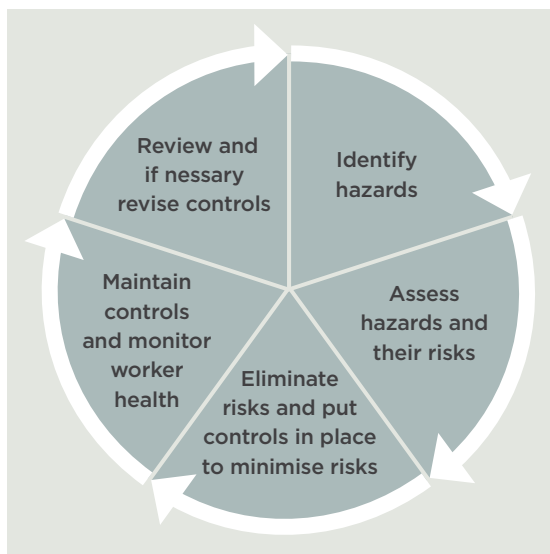 Identify
hazards
Assess
hazards and
their risks
Eliminate
risks and put
controls in place
to minimise risks
Maintain
controls
and monitor
worker
health
Review and
if nessary
revise controls